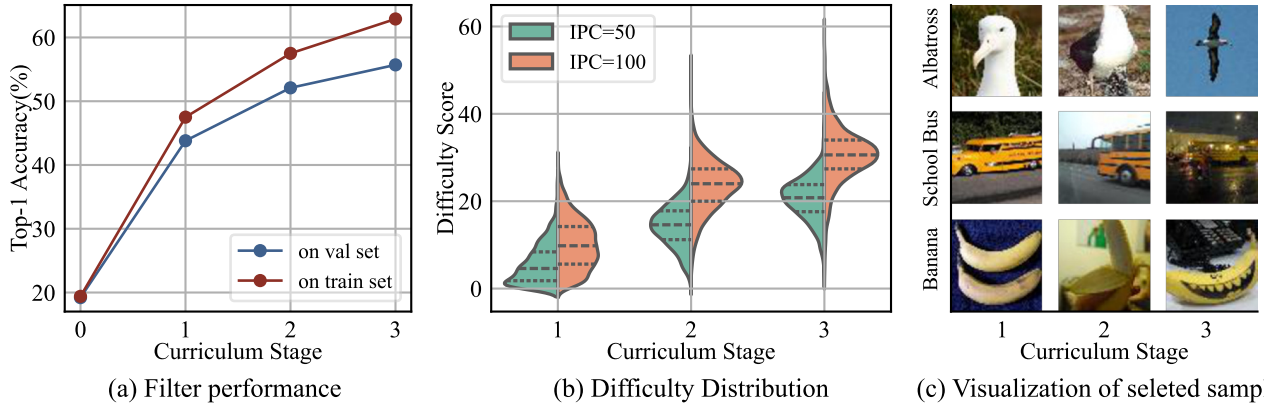 Top-1 Accuracy(%)
60
50
40
30
20
on val set
on train set
0 1 2 3
Curriculum Stage
(a) Filter performance
Difficulty Score
60
40
20
0
IPC=50
IPC=100
1 2 3
Curriculum Stage
(b) Difficulty Distribution
Albatross
School Bus
Banana
1 2 3
Curriculum Stage
(c) Visualization of seleted samp